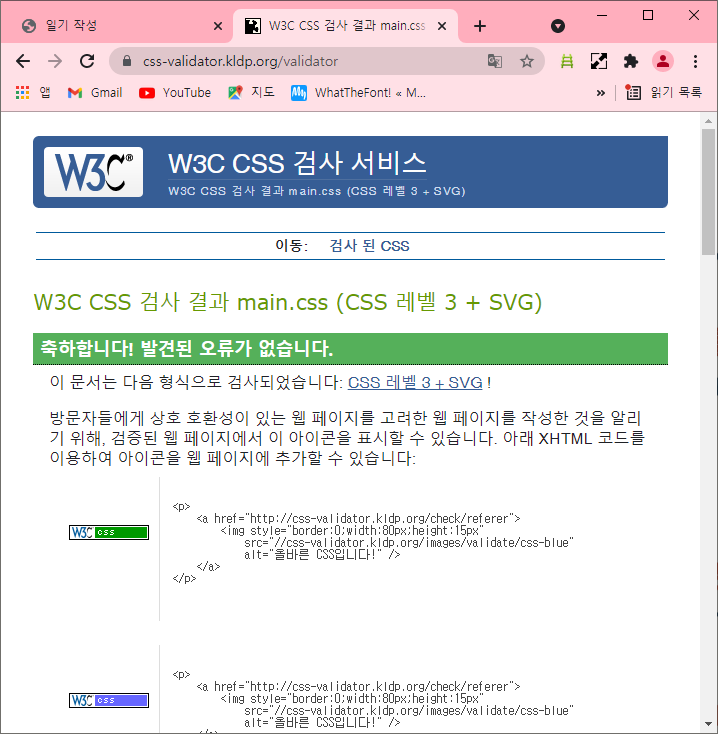 일기 작성
W3C CSS 검사 결과 main.css
css-validator.kldp.org/validator
앱 Gmail YouTube 지도 WhatTheFont! « M... » 읽기 목록
W3C® W3C CSS 검사 서비스
W3C CSS 검사 결과 main.css (CSS 레벨 3 + SVG)
이동: 검사 된 CSS
W3C CSS 검사 결과 main.css (CSS 레벨 3 + SVG)
축하합니다! 발견된 오류가 없습니다.
이 문서는 다음 형식으로 검사되었습니다: CSS 레벨 3 + SVG !
방문자들에게 상호 호환성이 있는 웹 페이지를 고려한 웹 페이지를 작성한 것을 알리
기 위해, 검증된 웹 페이지에서 이 아이콘을 표시할 수 있습니다. 아래 XHTML 코드를
이용하여 아이콘을 웹 페이지에 추가할 수 있습니다:
W3C css
<p>
<a href="http://css-validator.kldp.org/check/referer">
<img style="border:0;width:80px;height:15px"
src="//css-validator.kldp.org/images/validate/css-blue"
alt="올바른 CSS입니다!" />
</a>
</p>
W3C css
<p>
<a href="http://css-validator.kldp.org/check/referer">
<img style="border:0;width:80px;height:15px"
src="//css-validator.kldp.org/images/validate/css-blue"
alt="올바른 CSS입니다!" />